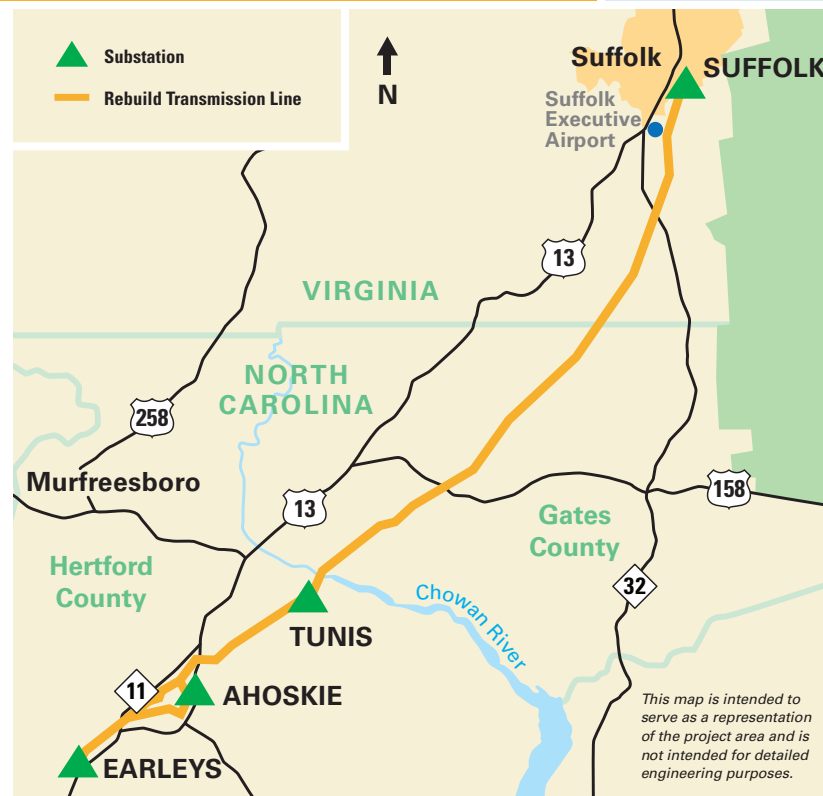 Substation
Rebuild Transmission Line
N
Suffolk
SUFFOLK
Suffolk
Executive
Airport
13
VIRGINIA
NORTH
CAROLINA
258
Murfreesboro
13
158
Gates
County
Hertford
County
32
Chowan River
TUNIS
11
AHOSKIE
EARLEYS
This map is intended to
serve as a representation
of the project area and is
not intended for detailed
engineering purposes.